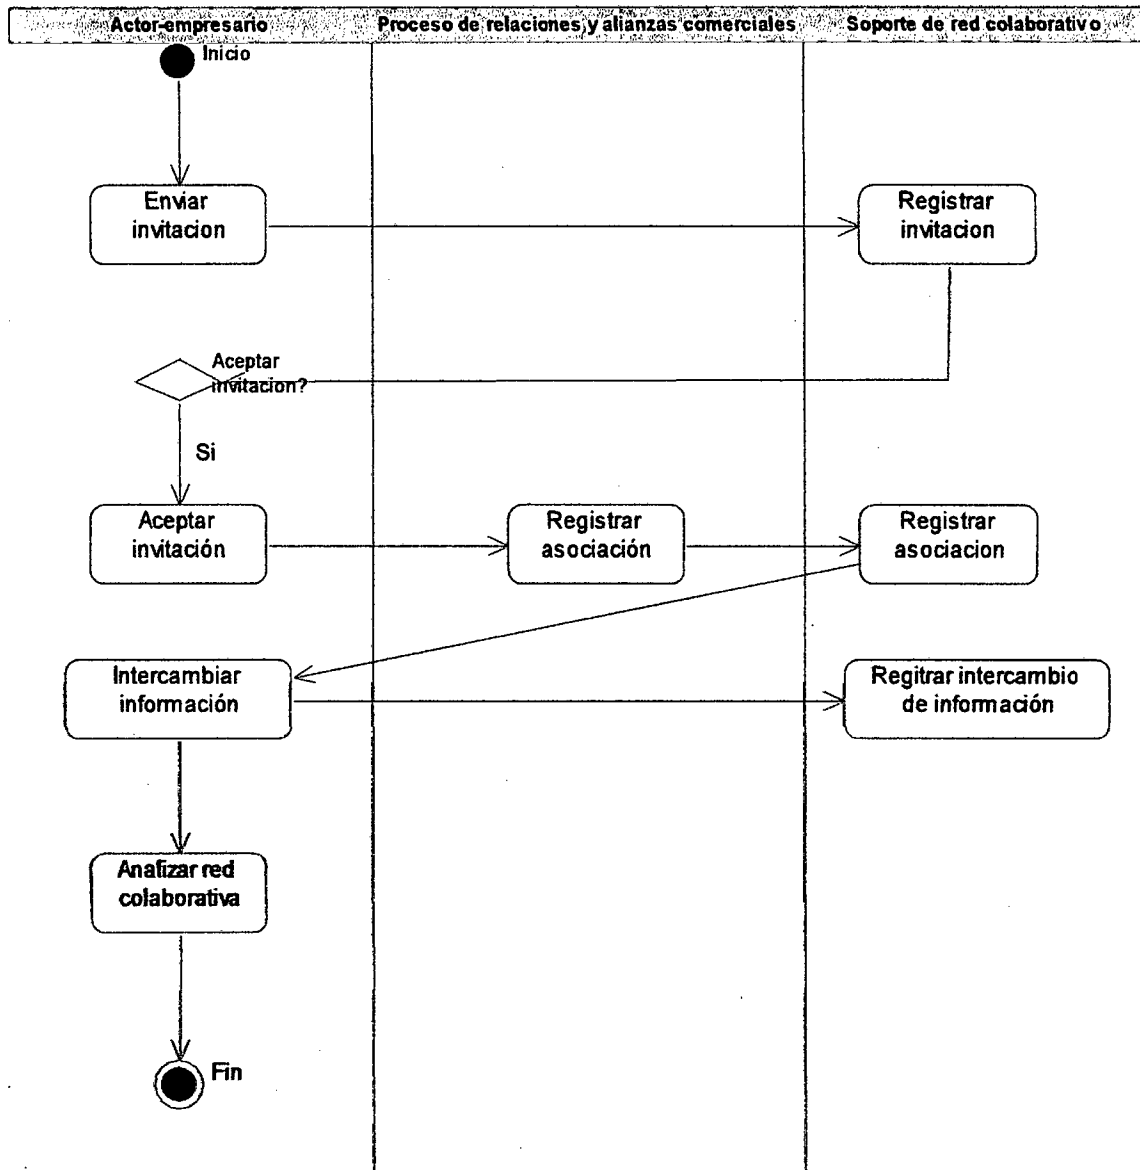 Actor-empresario
Proceso de relaciones y alianzas comerciales
Soporte de red colaborativo
Inicio
Enviar
invitacion
Registrar
invitacion
Aceptar
invitacion?
Si
Aceptar
invitación
Registrar
asociación
Registrar
asociacion
Intercambiar
información
Regitrar intercambio
de información
Analizar red
colaborativa
Fin